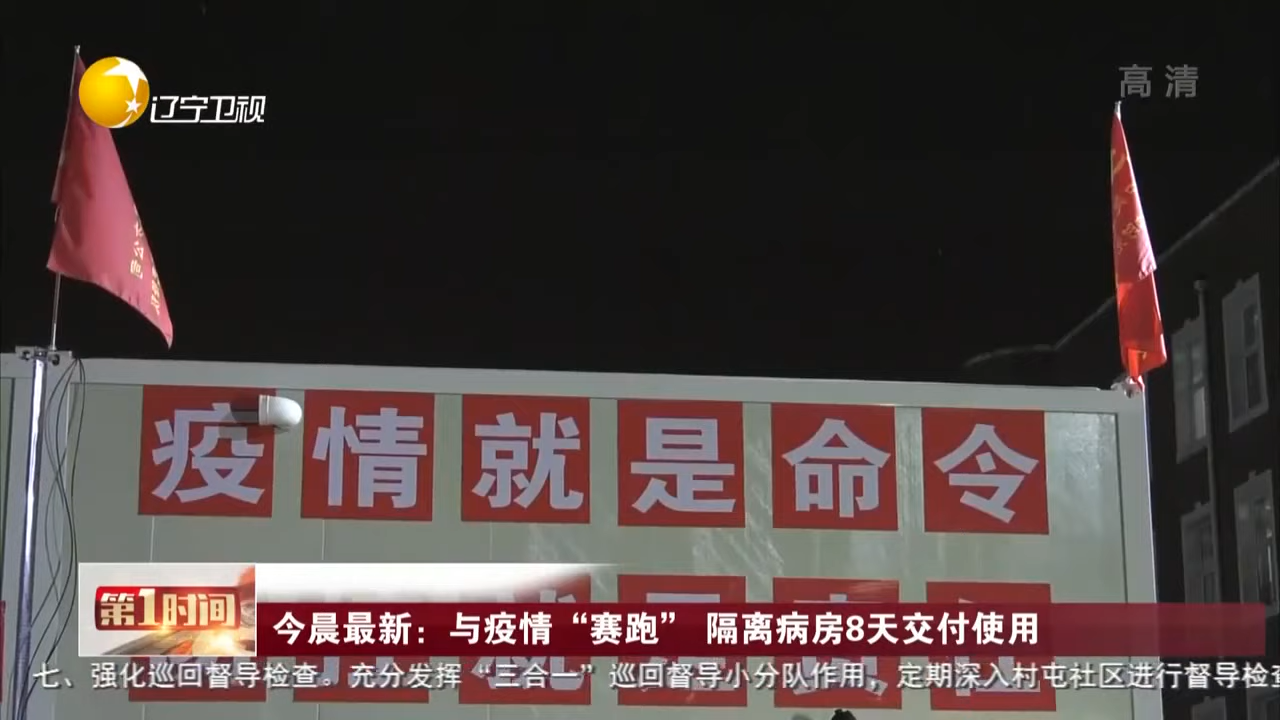 辽宁卫视
高清
疫情就是命令
第1时间
今晨最新：与疫情“赛跑” 隔离病房8天交付使用
七、强化巡回督导检查。充分发挥“三合一”巡回督导小分队作用，定期深入村屯社区进行督导检查